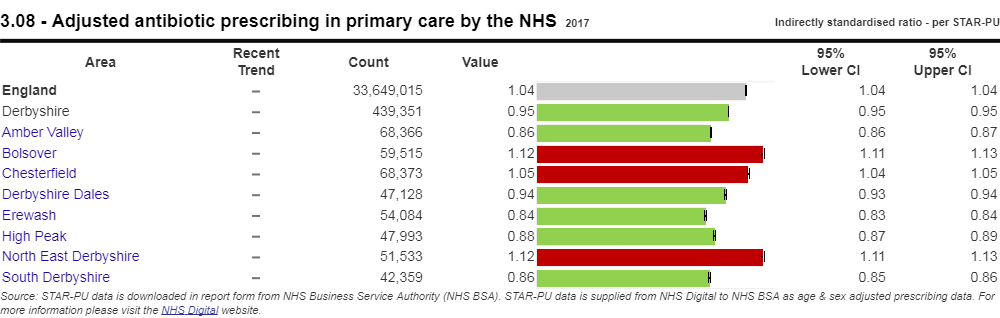 3.08 - Adjusted antibiotic prescribing in primary care by the NHS 2017 Indirectly standardised ratio - per STAR-PU
Area Recent Trend Count Value 95% Lower CI 95% Upper CI
England – 33,649,015 1.04 1.04 1.04
Derbyshire – 439,351 0.95 0.95 0.95
Amber Valley – 68,366 0.86 0.86 0.87
Bolsover – 59,515 1.12 1.11 1.13
Chesterfield – 68,373 1.05 1.04 1.05
Derbyshire Dales – 47,128 0.94 0.93 0.94
Erewash – 54,084 0.84 0.83 0.84
High Peak – 47,993 0.88 0.87 0.89
North East Derbyshire – 51,533 1.12 1.11 1.13
South Derbyshire – 42,359 0.86 0.85 0.86
Source: STAR-PU data is downloaded in report form from NHS Business Service Authority (NHS BSA). STAR-PU data is supplied from NHS Digital to NHS BSA as age & sex adjusted prescribing data. For
more information please visit the NHS Digital website.